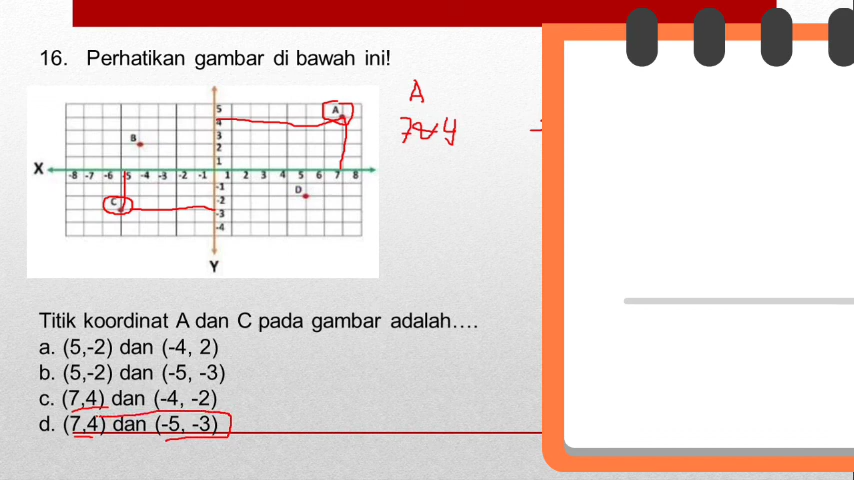 16. Perhatikan gambar di bawah ini!
A
7 4
5
A
4
B
3
2
1
X
-8 -7 -6 -5 -4 -3 -2 -1 1 2 3 4 5 6 7 8
-1
D
C
-2
-3
-4
Y
Titik koordinat A dan C pada gambar adalah….
a. (5,-2) dan (-4, 2)
b. (5,-2) dan (-5, -3)
c. (7,4) dan (-4, -2)
d. (7,4) dan (-5, -3)